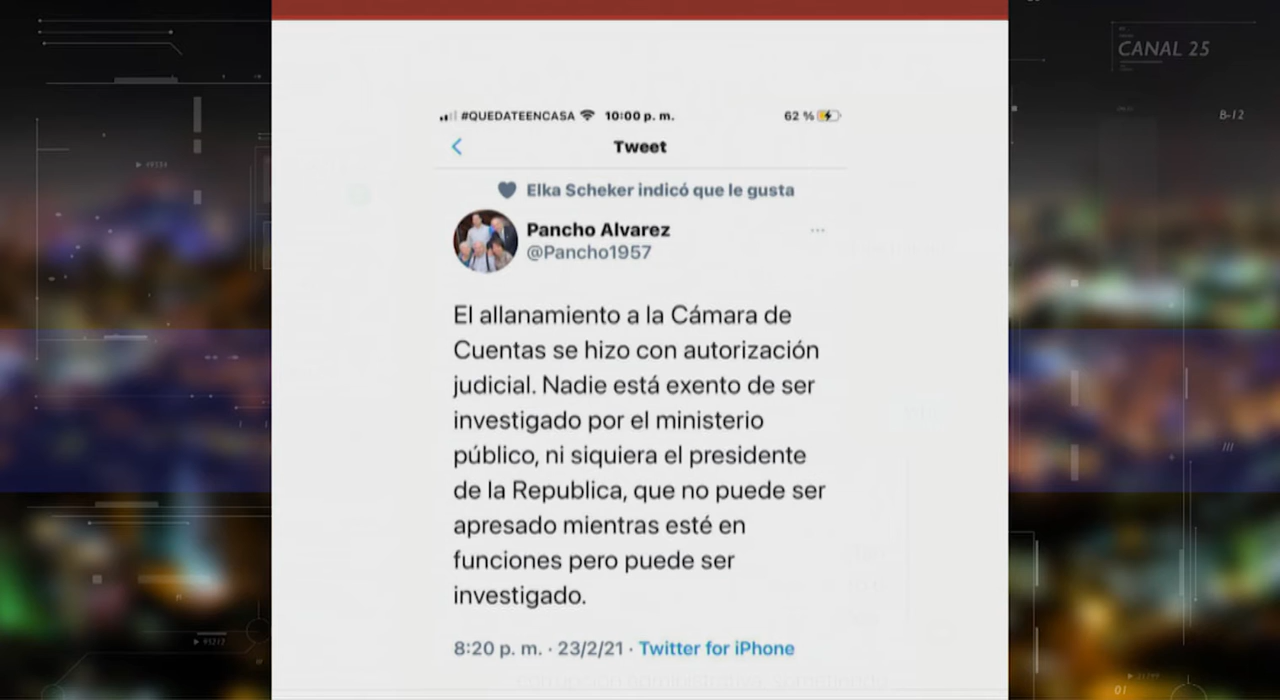 CANAL 25
B-12
#QUEDATEENCASA 10:00 p. m. 62 %
Tweet
Elka Scheker indicó que le gusta
Pancho Alvarez
@Pancho1957
El allanamiento a la Cámara de
Cuentas se hizo con autorización
judicial. Nadie está exento de ser
investigado por el ministerio
público, ni siquiera el presidente
de la Republica, que no puede ser
apresado mientras esté en
funciones pero puede ser
investigado.
8:20 p. m. · 23/2/21 · Twitter for iPhone
01